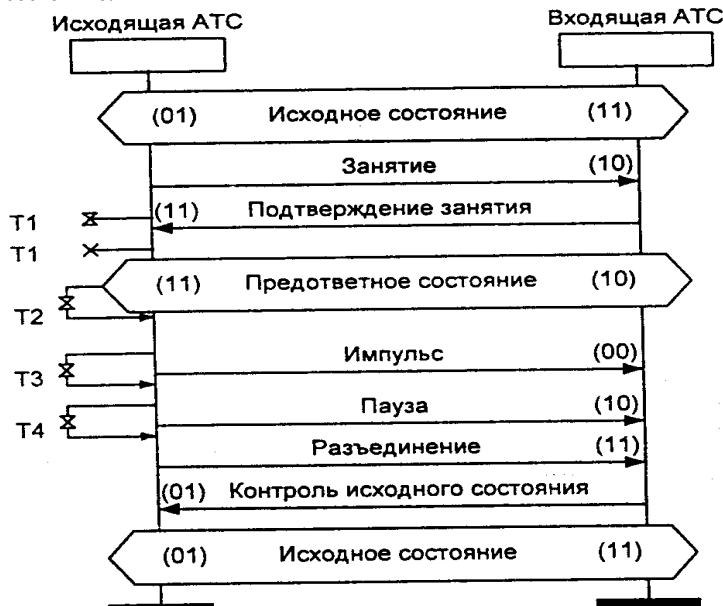 Исходящая АТС Входящая АТС
(01) Исходное состояние (11)
Занятие (10)
(11) Подтверждение занятия
T1
T1
(11) Предответное состояние (10)
T2
Импульс (00)
T3
Пауза (10)
T4
Разъединение (11)
(01) Контроль исходного состояния
(01) Исходное состояние (11)